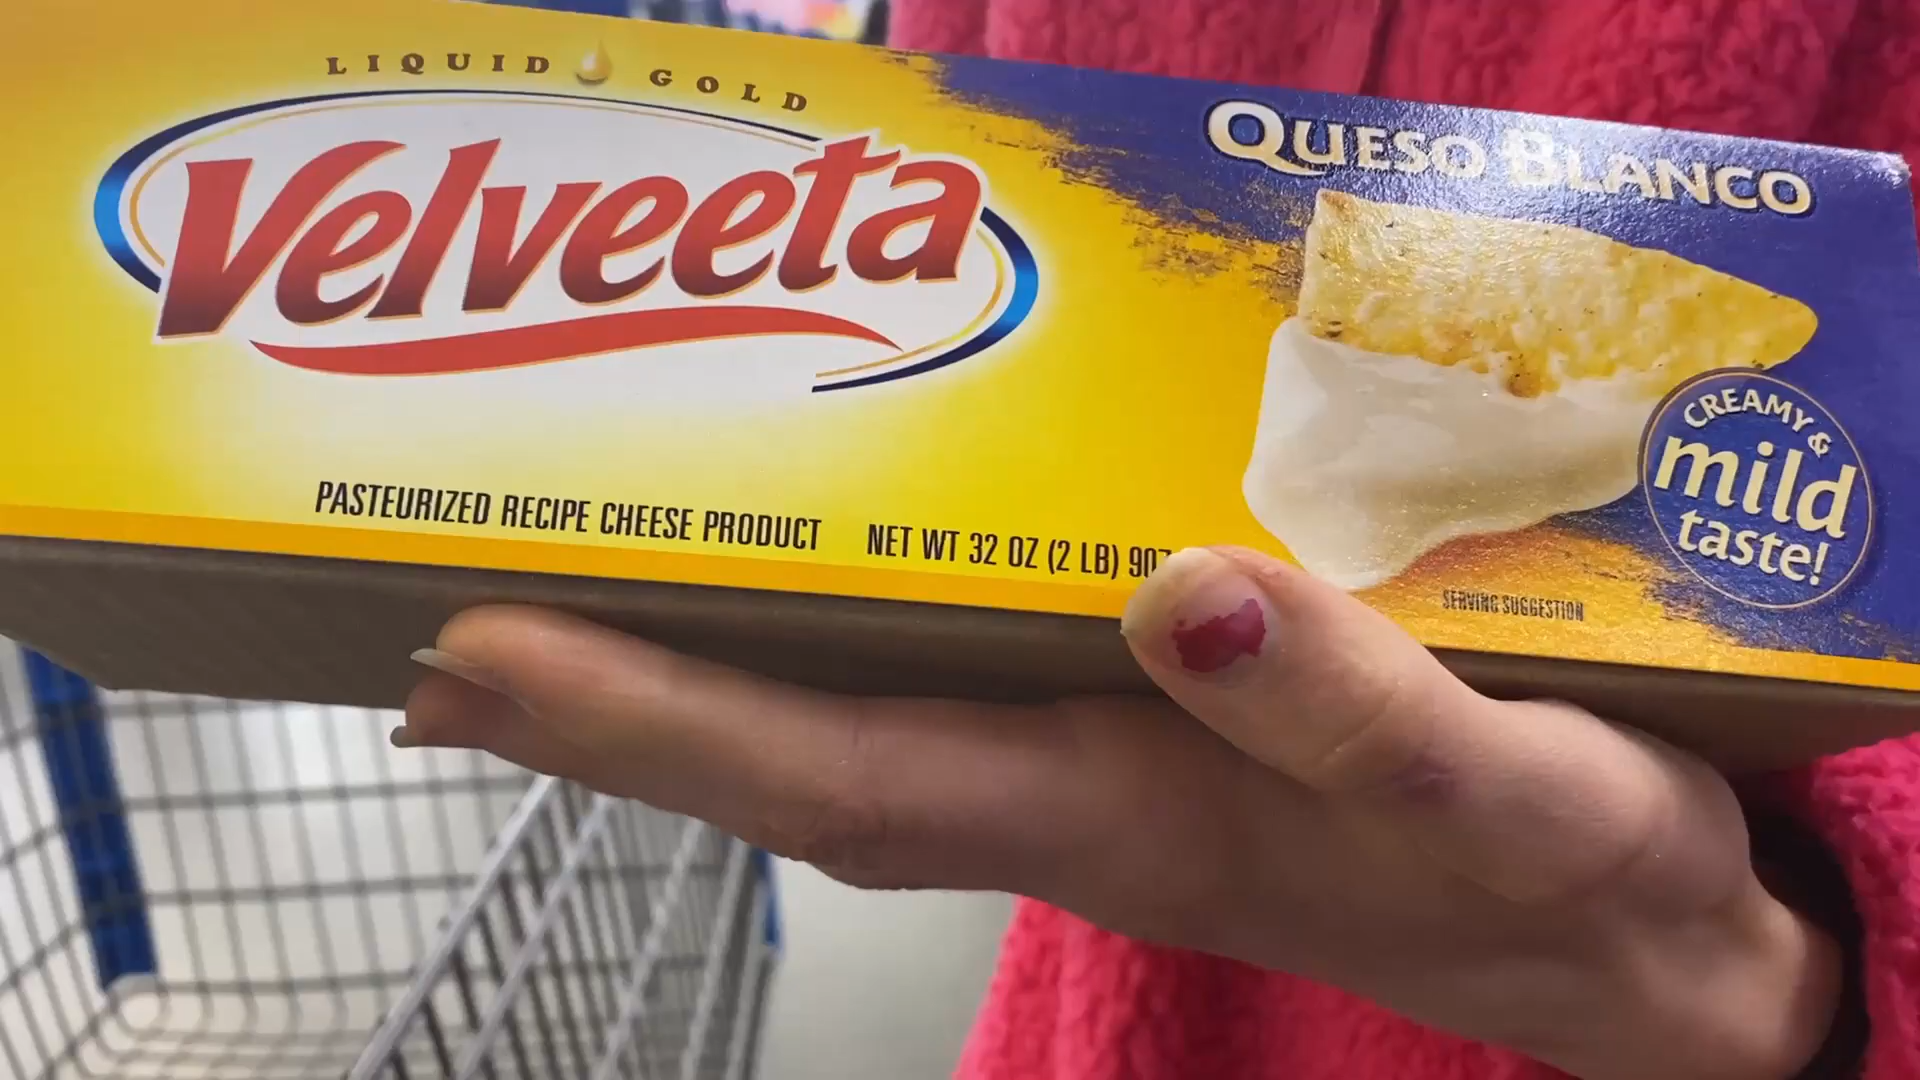 LIQUID GOLD
Velveeta
QUESO BLANCO
CREAMY &
mild
taste!
PASTEURIZED RECIPE CHEESE PRODUCT NET WT 32 OZ (2 LB)
SERVING SUGGESTION